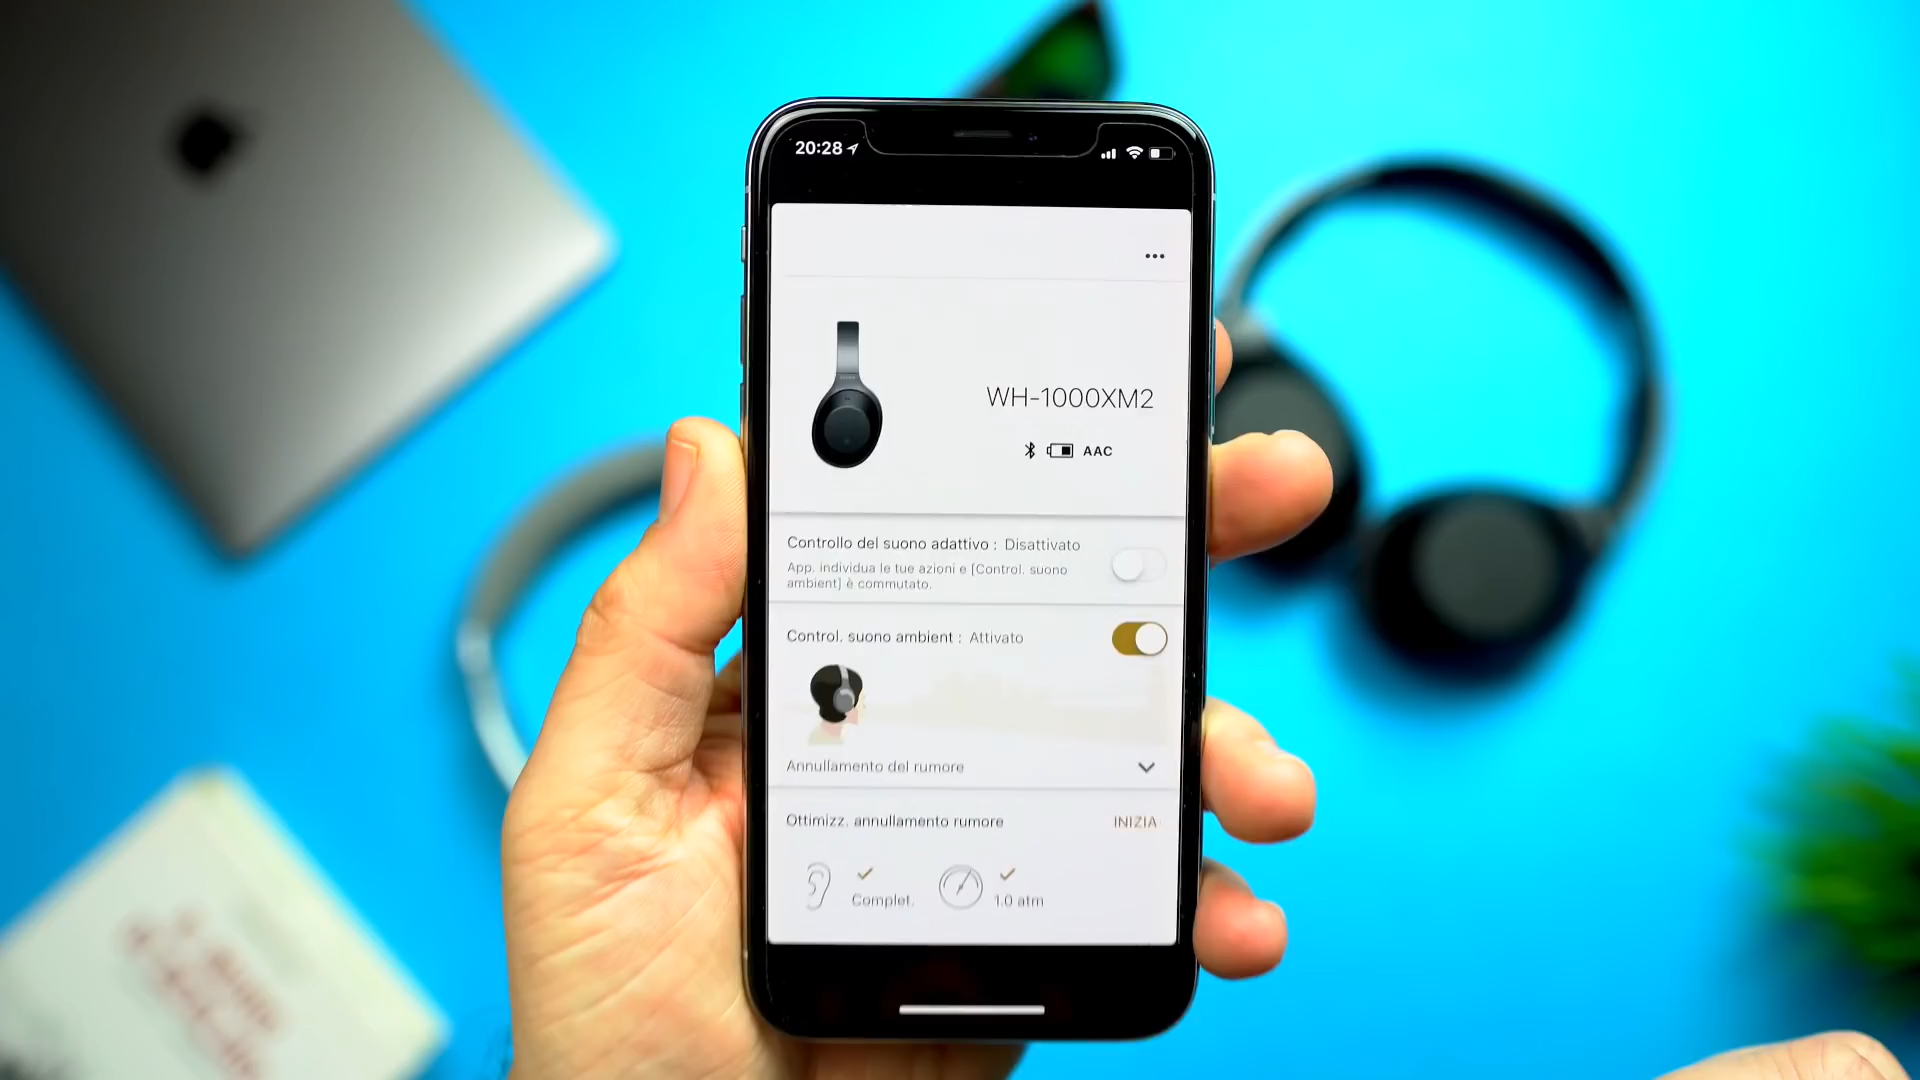 20:28
WH-1000XM2
AAC
Controllo del suono adattivo : Disattivato
App. individua le tue azioni e [Control. suono
ambient] è commutato.
Control. suono ambient : Attivato
Annullamento del rumore
Ottimizz. annullamento rumore INIZIA
Complet. 1.0 atm